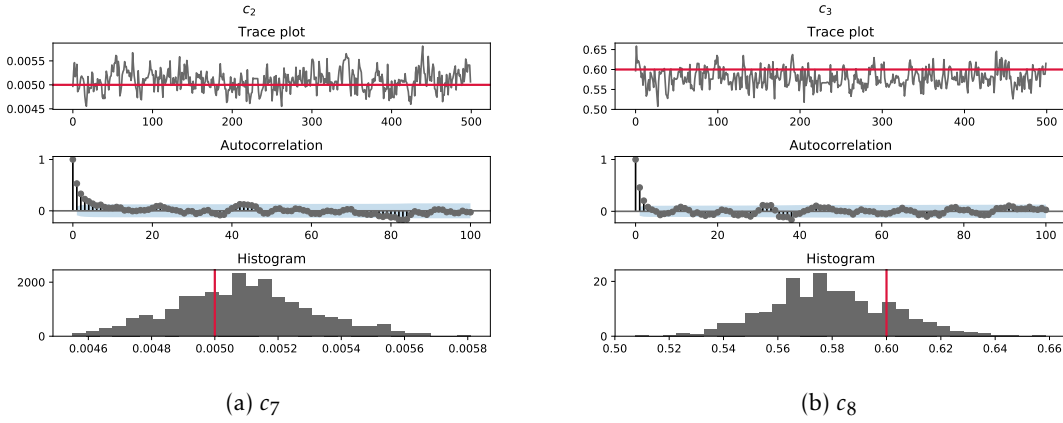 c2
Trace plot
0.0055
0.0050
0.0045
0 100 200 300 400 500
Autocorrelation
1
0
0 20 40 60 80 100
Histogram
2000
0
0.0046 0.0048 0.0050 0.0052 0.0054 0.0056 0.0058
(a) c7
c3
Trace plot
0.65
0.60
0.55
0.50
0 100 200 300 400 500
Autocorrelation
1
0
0 20 40 60 80 100
Histogram
20
0
0.50 0.52 0.54 0.56 0.58 0.60 0.62 0.64 0.66
(b) c8